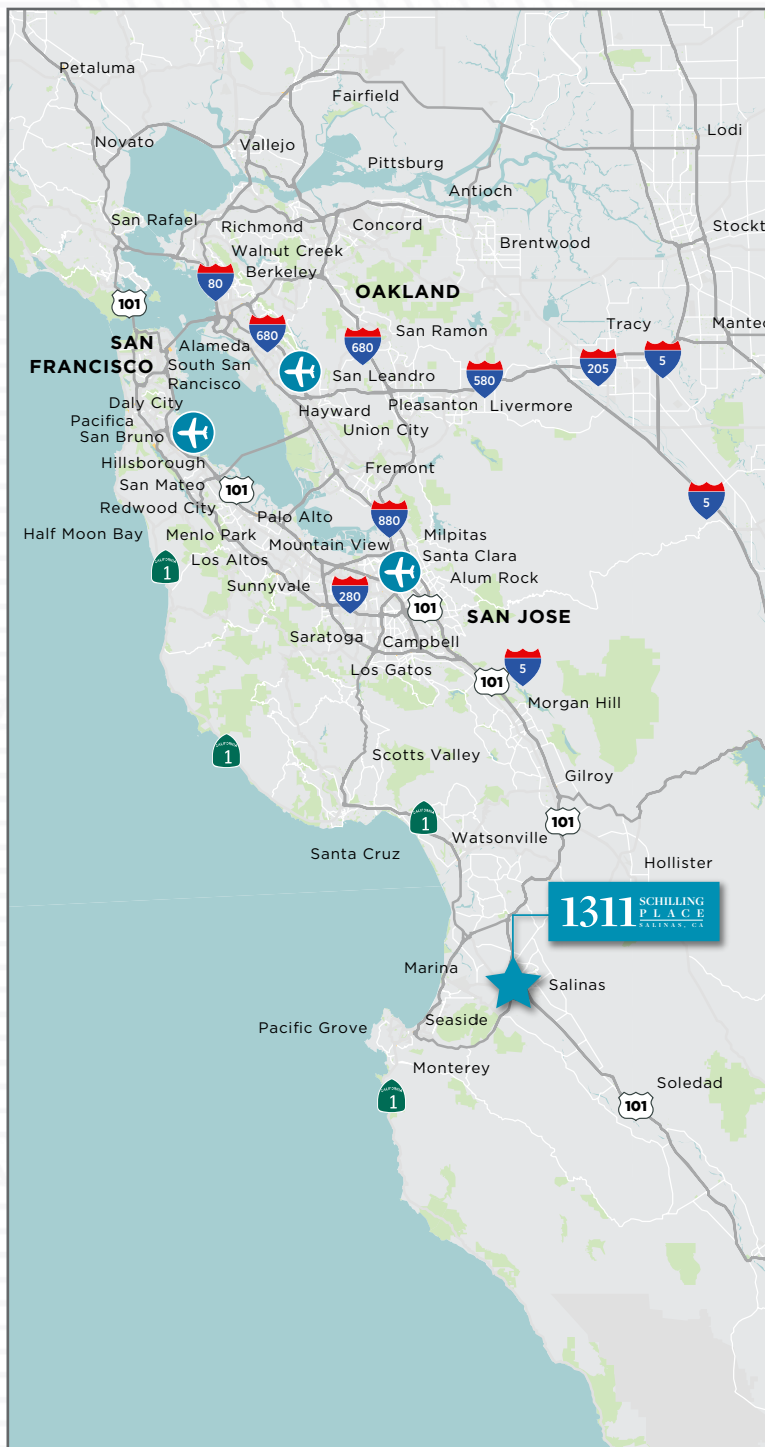 Petaluma
Fairfield
Lodi
Novato
Vallejo
Pittsburg
Antioch
San Rafael
Richmond
Concord
Stockt
Brentwood
Walnut Creek
Berkeley
80
OAKLAND
101
680
San Ramon
Tracy
Mantec
SAN
FRANCISCO
Alameda
680
205
5
South San
Rancisco
San Leandro
580
Daly City
Hayward
Pleasanton
Livermore
Pacifica
San Bruno
Union City
Hillsborough
Fremont
San Mateo
101
5
Redwood City
Palo Alto
880
Half Moon Bay
Menlo Park
Mountain View
Milpitas
Santa Clara
Los Altos
CALIFORNIA
1
Alum Rock
Sunnyvale
280
101
SAN JOSE
Saratoga
Campbell
Los Gatos
5
101
Morgan Hill
CALIFORNIA
1
Scotts Valley
Gilroy
CALIFORNIA
1
101
Watsonville
Santa Cruz
Hollister
1311 SCHILLING
PLACE
SALINAS, CA
Marina
Salinas
Seaside
Pacific Grove
Monterey
Soledad
CALIFORNIA
1
101